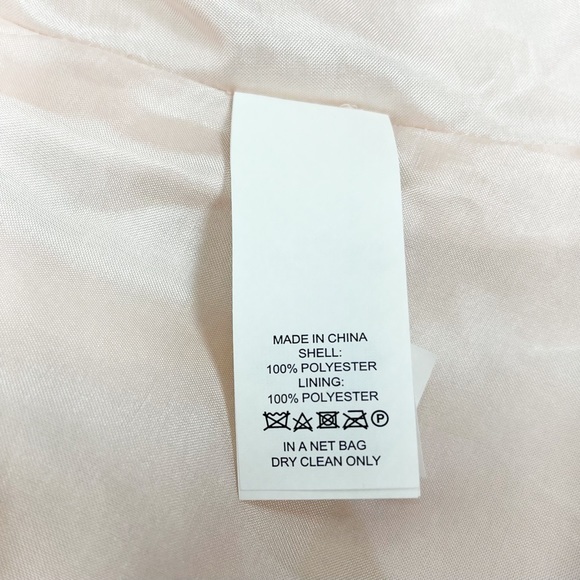 MADE IN CHINA
SHELL:
100% POLYESTER
LINING:
100% POLYESTER
P
IN A NET BAG
DRY CLEAN ONLY